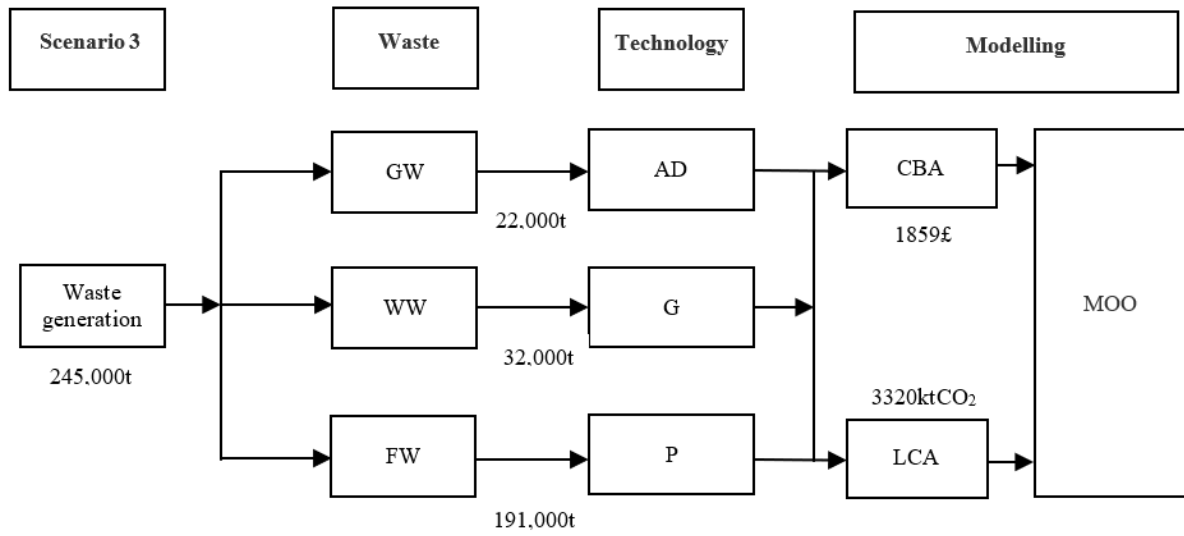 Scenario 3
Waste
Technology
Modelling
GW
AD
CBA
22,000t
1859£
Waste
generation
245,000t
WW
G
MOO
32,000t
3320ktCO₂
FW
P
LCA
191,000t